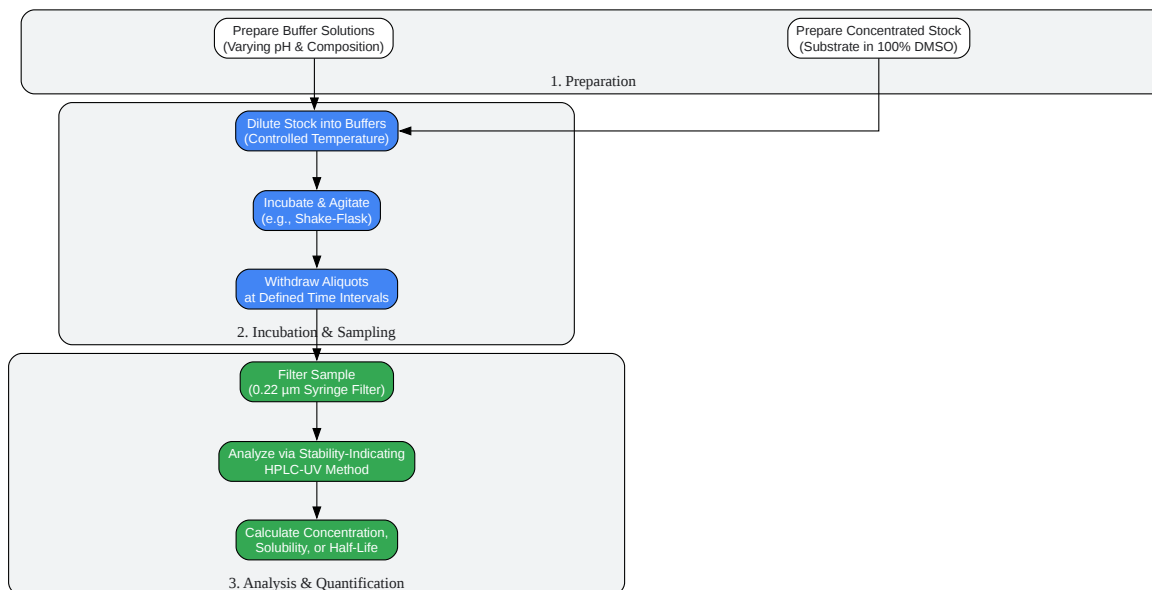 Prepare Buffer Solutions
(Varying pH & Composition)
Prepare Concentrated Stock
(Substrate in 100% DMSO)
1. Preparation
Dilute Stock into Buffers
(Controlled Temperature)
Incubate & Agitate
(e.g., Shake-Flask)
Withdraw Aliquots
at Defined Time Intervals
2. Incubation & Sampling
Filter Sample
(0.22 µm Syringe Filter)
Analyze via Stability-Indicating
HPLC-UV Method
Calculate Concentration,
Solubility, or Half-Life
3. Analysis & Quantification